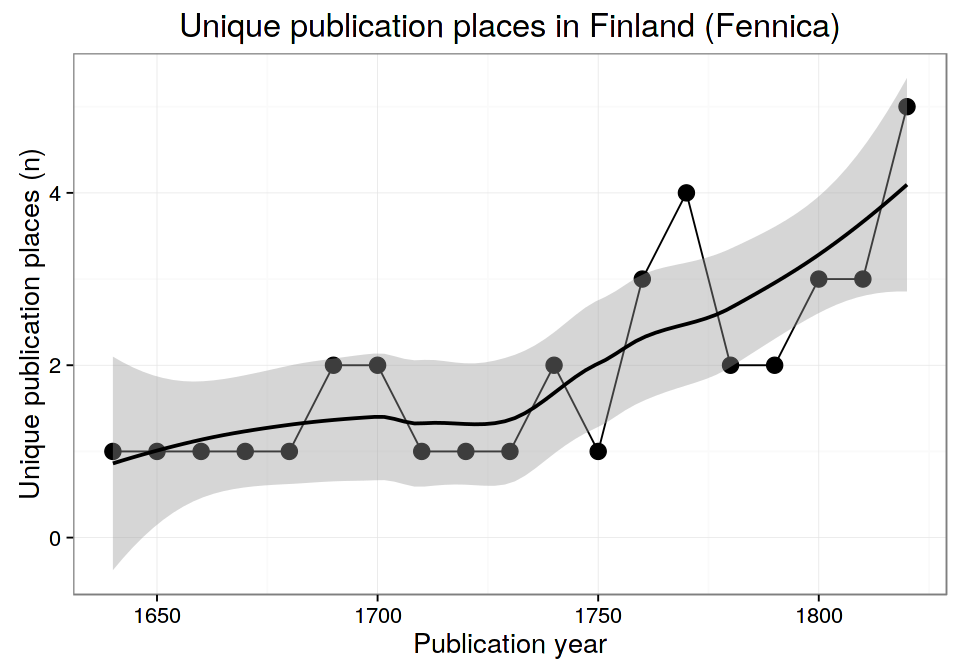 Unique publication places in Finland (Fennica)
Unique publication places (n)
4
2
0
1650 1700 1750 1800
Publication year